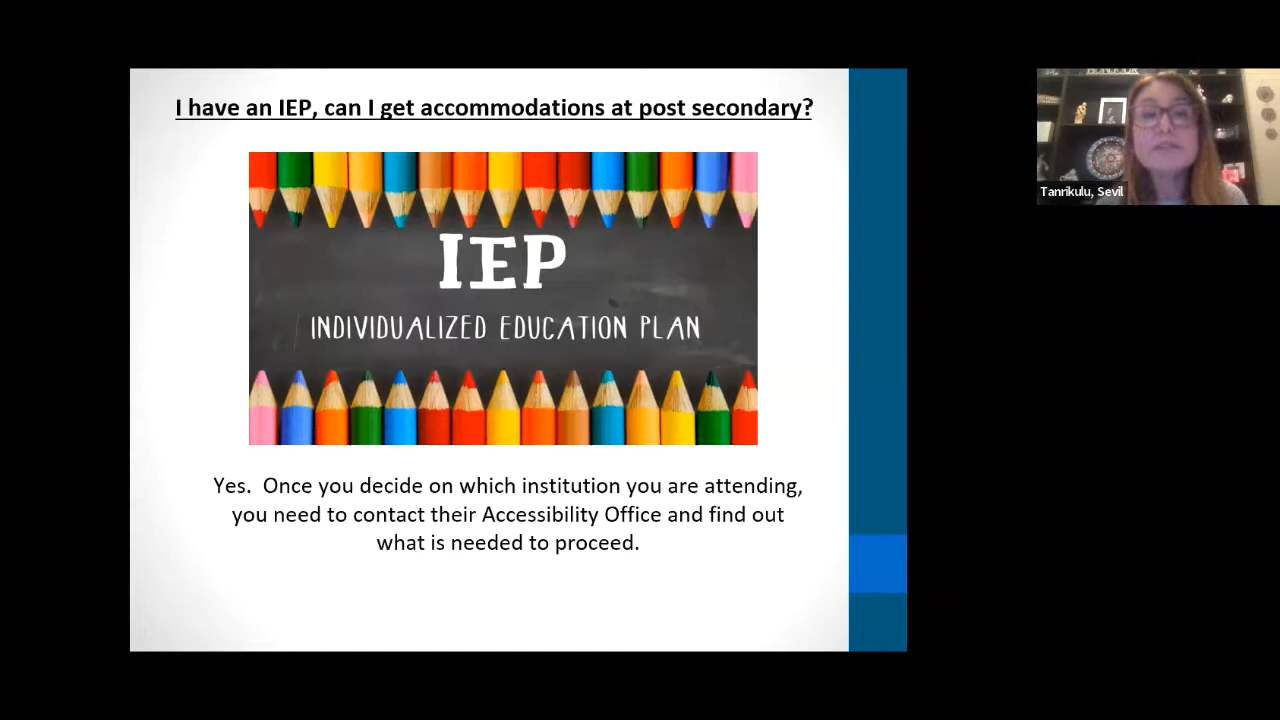 I have an IEP, can I get accommodations at post secondary?
IEP
INDIVIDUALIZED EDUCATION PLAN
Yes.  Once you decide on which institution you are attending,
you need to contact their Accessibility Office and find out
what is needed to proceed.
Tanrikulu, Sevil